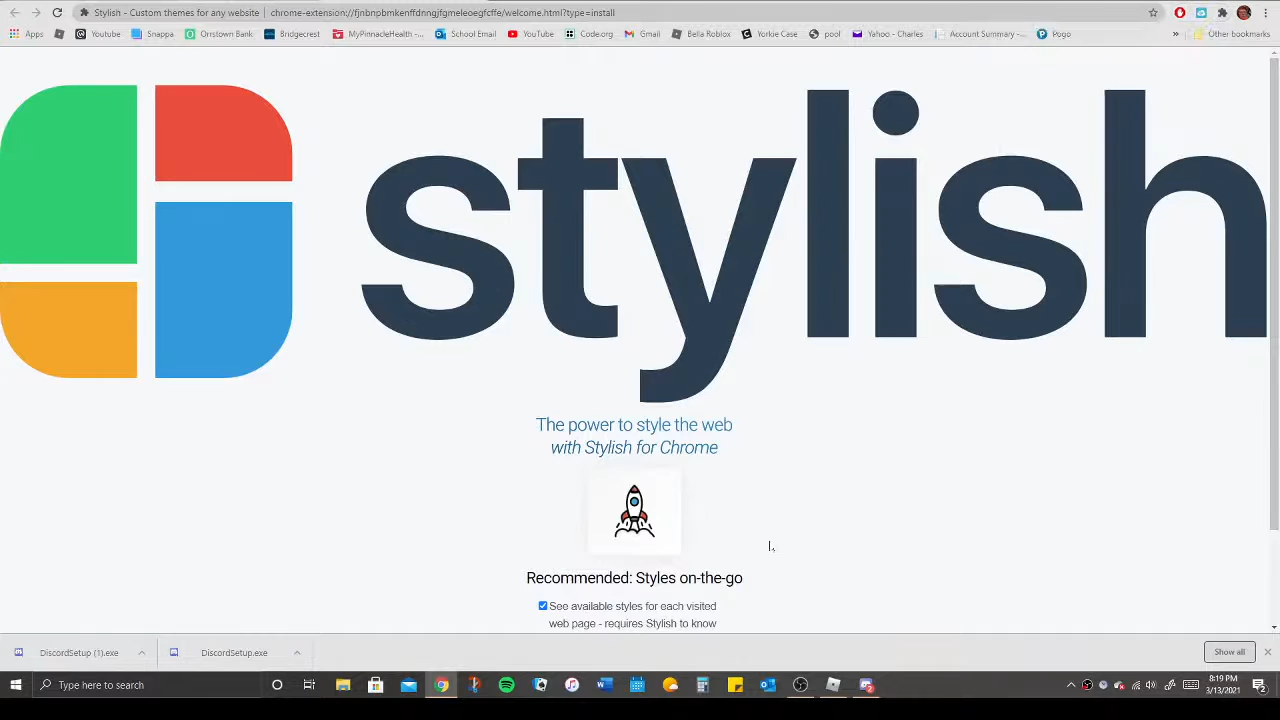 Stylish - Custom themes for any website | chrome-extension://fjnbnpbmkenffdnngjfgmeleoegfcffe/welcome.html?type=install
Apps Youtube Snappa Orrstown Bank Bridgecrest MyPinnacleHealth -... School Email YouTube Code.org Gmail Bella Roblox Yorkie Case poof Yahoo - Charles Account Summary -... Pogo » Other bookmarks
stylish
The power to style the web
with Stylish for Chrome
Recommended: Styles on-the-go
See available styles for each visited
web page - requires Stylish to know
DiscordSetup (1).exe DiscordSetup.exe Show all
Type here to search
8:19 PM
3/13/2021